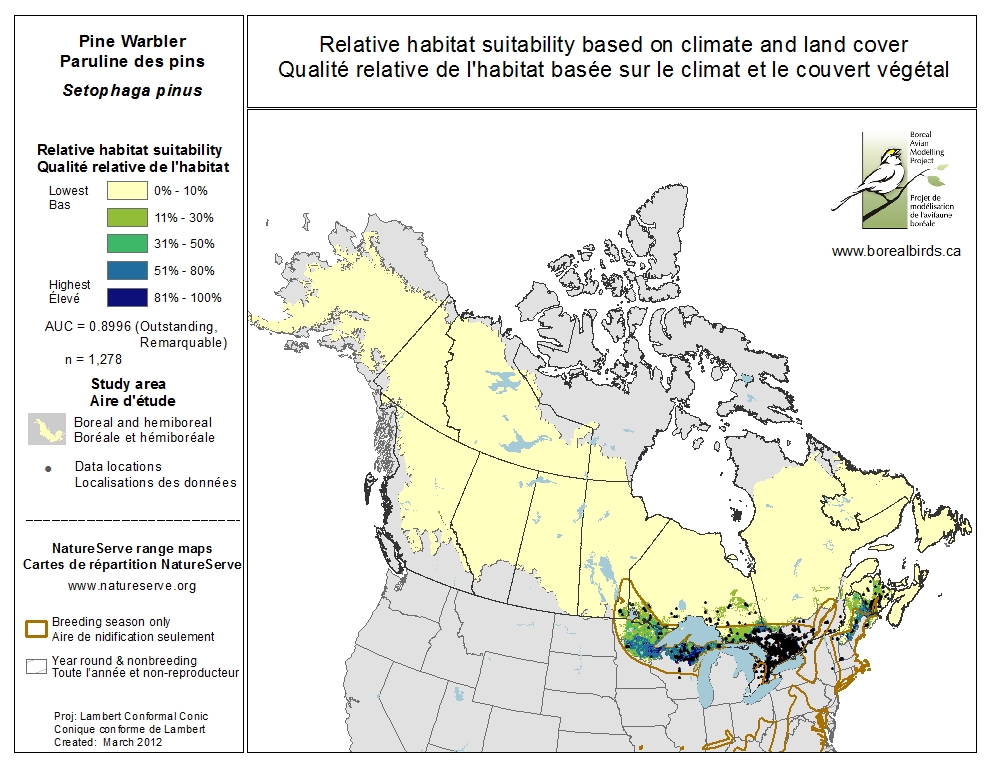 Pine Warbler
Paruline des pins
Setophaga pinus
Relative habitat suitability based on climate and land cover
Qualité relative de l'habitat basée sur le climat et le couvert végétal
Relative habitat suitability
Qualité relative de l'habitat
Lowest
Bas
0% - 10%
11% - 30%
31% - 50%
51% - 80%
Highest
Élevé
81% - 100%
AUC = 0.8996 (Outstanding,
Remarquable)
n = 1,278
Study area
Aire d'étude
Boreal and hemiboreal
Boréale et hémiboréale
Data locations
Localisations des données
NatureServe range maps
Cartes de répartition NatureServe
www.natureserve.org
Breeding season only
Aire de nidification seulement
Year round & nonbreeding
Toute l'année et non-reproducteur
Proj: Lambert Conformal Conic
Conique conforme de Lambert
Created: March 2012
Boreal
Avian
Modelling
Project
Projet de
modélisation
de l'avifaune
boréale
www.borealbirds.ca